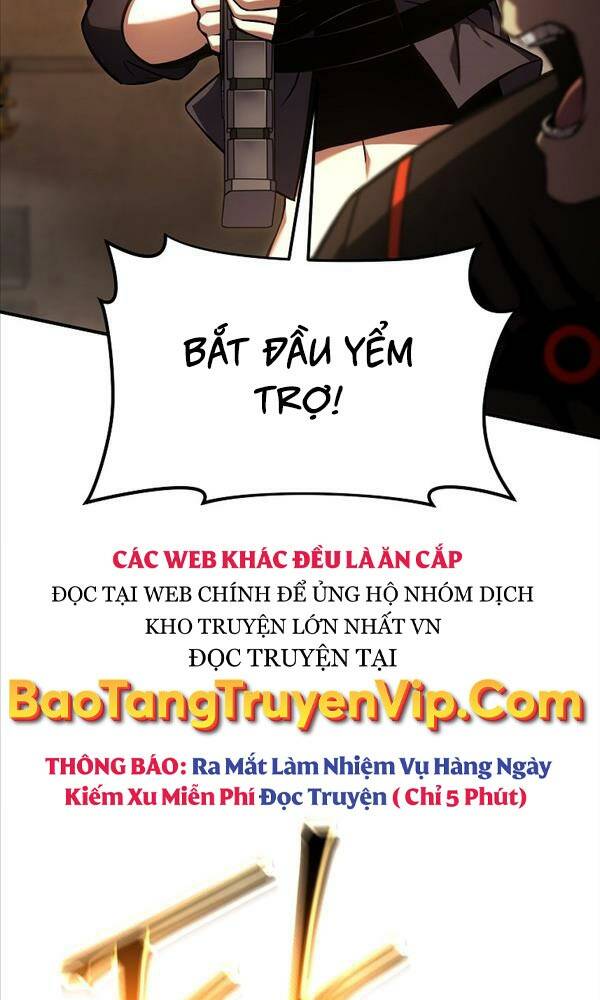 BẮT ĐẦU YỂM
TRỢ!
CÁC WEB KHÁC ĐỀU LÀ ĂN CẮP
ĐỌC TẠI WEB CHÍNH ĐỂ ỦNG HỘ NHÓM DỊCH
KHO TRUYỆN LỚN NHẤT VN
ĐỌC TRUYỆN TẠI
BaoTangTruyenVip.Com
THÔNG BÁO: Ra Mắt Làm Nhiệm Vụ Hàng Ngày
Kiếm Xu Miễn Phí Đọc Truyện ( Chỉ 5 Phút)